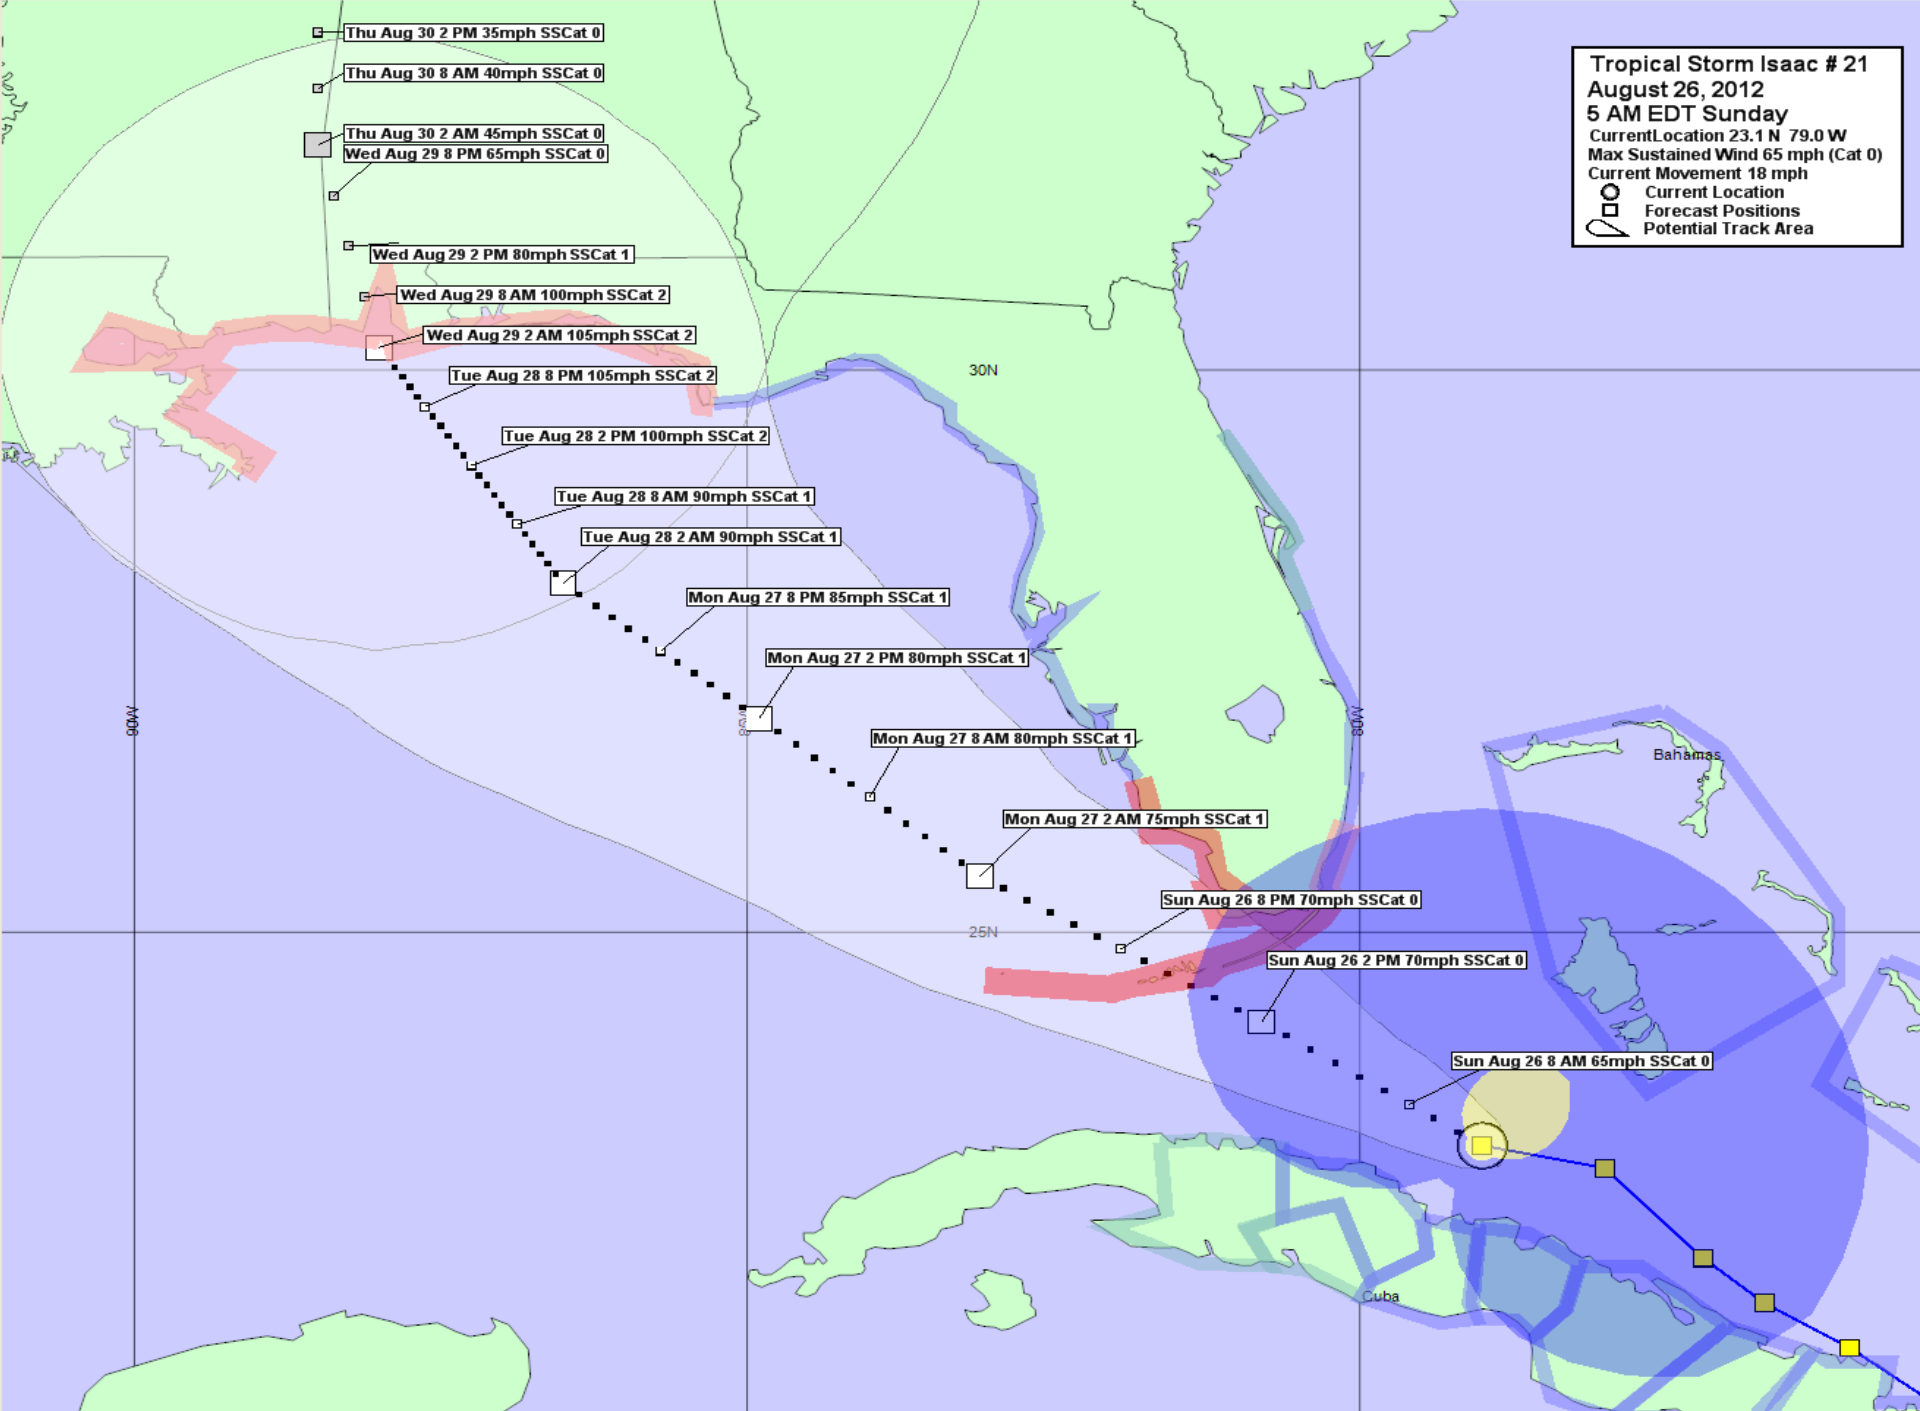 Thu Aug 30 2 PM 35mph SSCat 0
Thu Aug 30 8 AM 40mph SSCat 0
Thu Aug 30 2 AM 45mph SSCat 0
Wed Aug 29 8 PM 65mph SSCat 0
Wed Aug 29 2 PM 80mph SSCat 1
Wed Aug 29 8 AM 100mph SSCat 2
Wed Aug 29 2 AM 105mph SSCat 2
Tue Aug 28 8 PM 105mph SSCat 2
Tue Aug 28 2 PM 100mph SSCat 2
Tue Aug 28 8 AM 90mph SSCat 1
Tue Aug 28 2 AM 90mph SSCat 1
Mon Aug 27 8 PM 85mph SSCat 1
Mon Aug 27 2 PM 80mph SSCat 1
Mon Aug 27 8 AM 80mph SSCat 1
Mon Aug 27 2 AM 75mph SSCat 1
Sun Aug 26 8 PM 70mph SSCat 0
Sun Aug 26 2 PM 70mph SSCat 0
Sun Aug 26 8 AM 65mph SSCat 0
Tropical Storm Isaac # 21
August 26, 2012
5 AM EDT Sunday
CurrentLocation 23.1 N 79.0 W
Max Sustained Wind 65 mph (Cat 0)
Current Movement 18 mph
Current Location
Forecast Positions
Potential Track Area
30N
25N
90W
85W
80W
Bahamas
Cuba